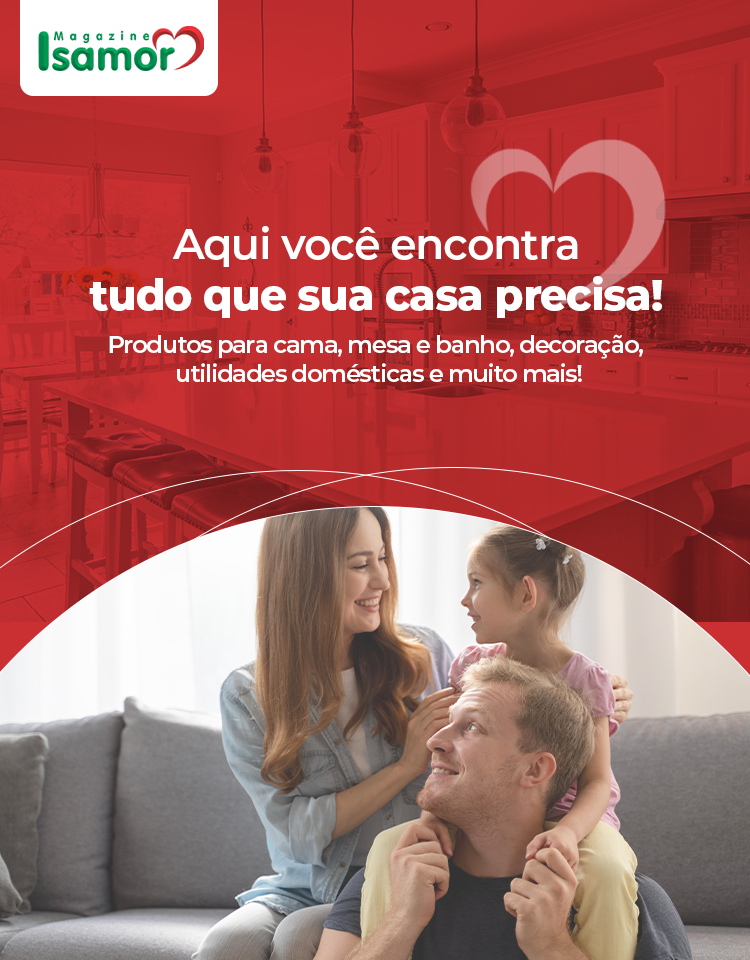 Magazine
Isamor
Aqui você encontra
tudo que sua casa precisa!
Produtos para cama, mesa e banho, decoração,
utilidades domésticas e muito mais!